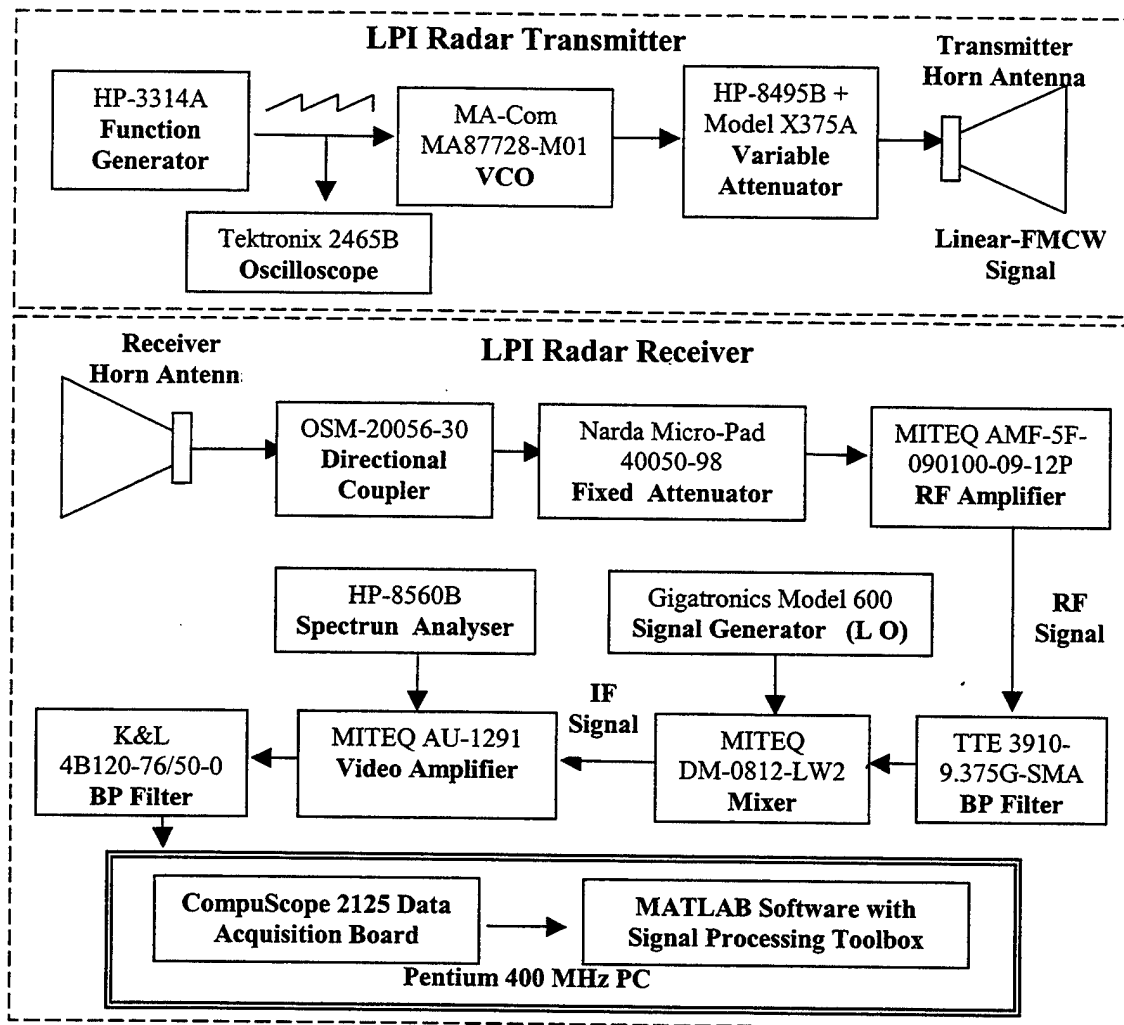 LPI Radar Transmitter
Transmitter
Horn Antenna
HP-3314A
Function
Generator
MA-Com
MA87728-M01
VCO
HP-8495B +
Model X375A
Variable
Attenuator
Tektronix 2465B
Oscilloscope
Linear-FMCW
Signal
LPI Radar Receiver
Receiver
Horn Antenn
OSM-20056-30
Directional
Coupler
Narda Micro-Pad
40050-98
Fixed Attenuator
MITEQ AMF-5F-
090100-09-12P
RF Amplifier
HP-8560B
Spectrun Analyser
Gigatronics Model 600
Signal Generator (L O)
RF
Signal
IF
Signal
K&L
4B120-76/50-0
BP Filter
MITEQ AU-1291
Video Amplifier
MITEQ
DM-0812-LW2
Mixer
TTE 3910-
9.375G-SMA
BP Filter
CompuScope 2125 Data
Acquisition Board
MATLAB Software with
Signal Processing Toolbox
Pentium 400 MHz PC